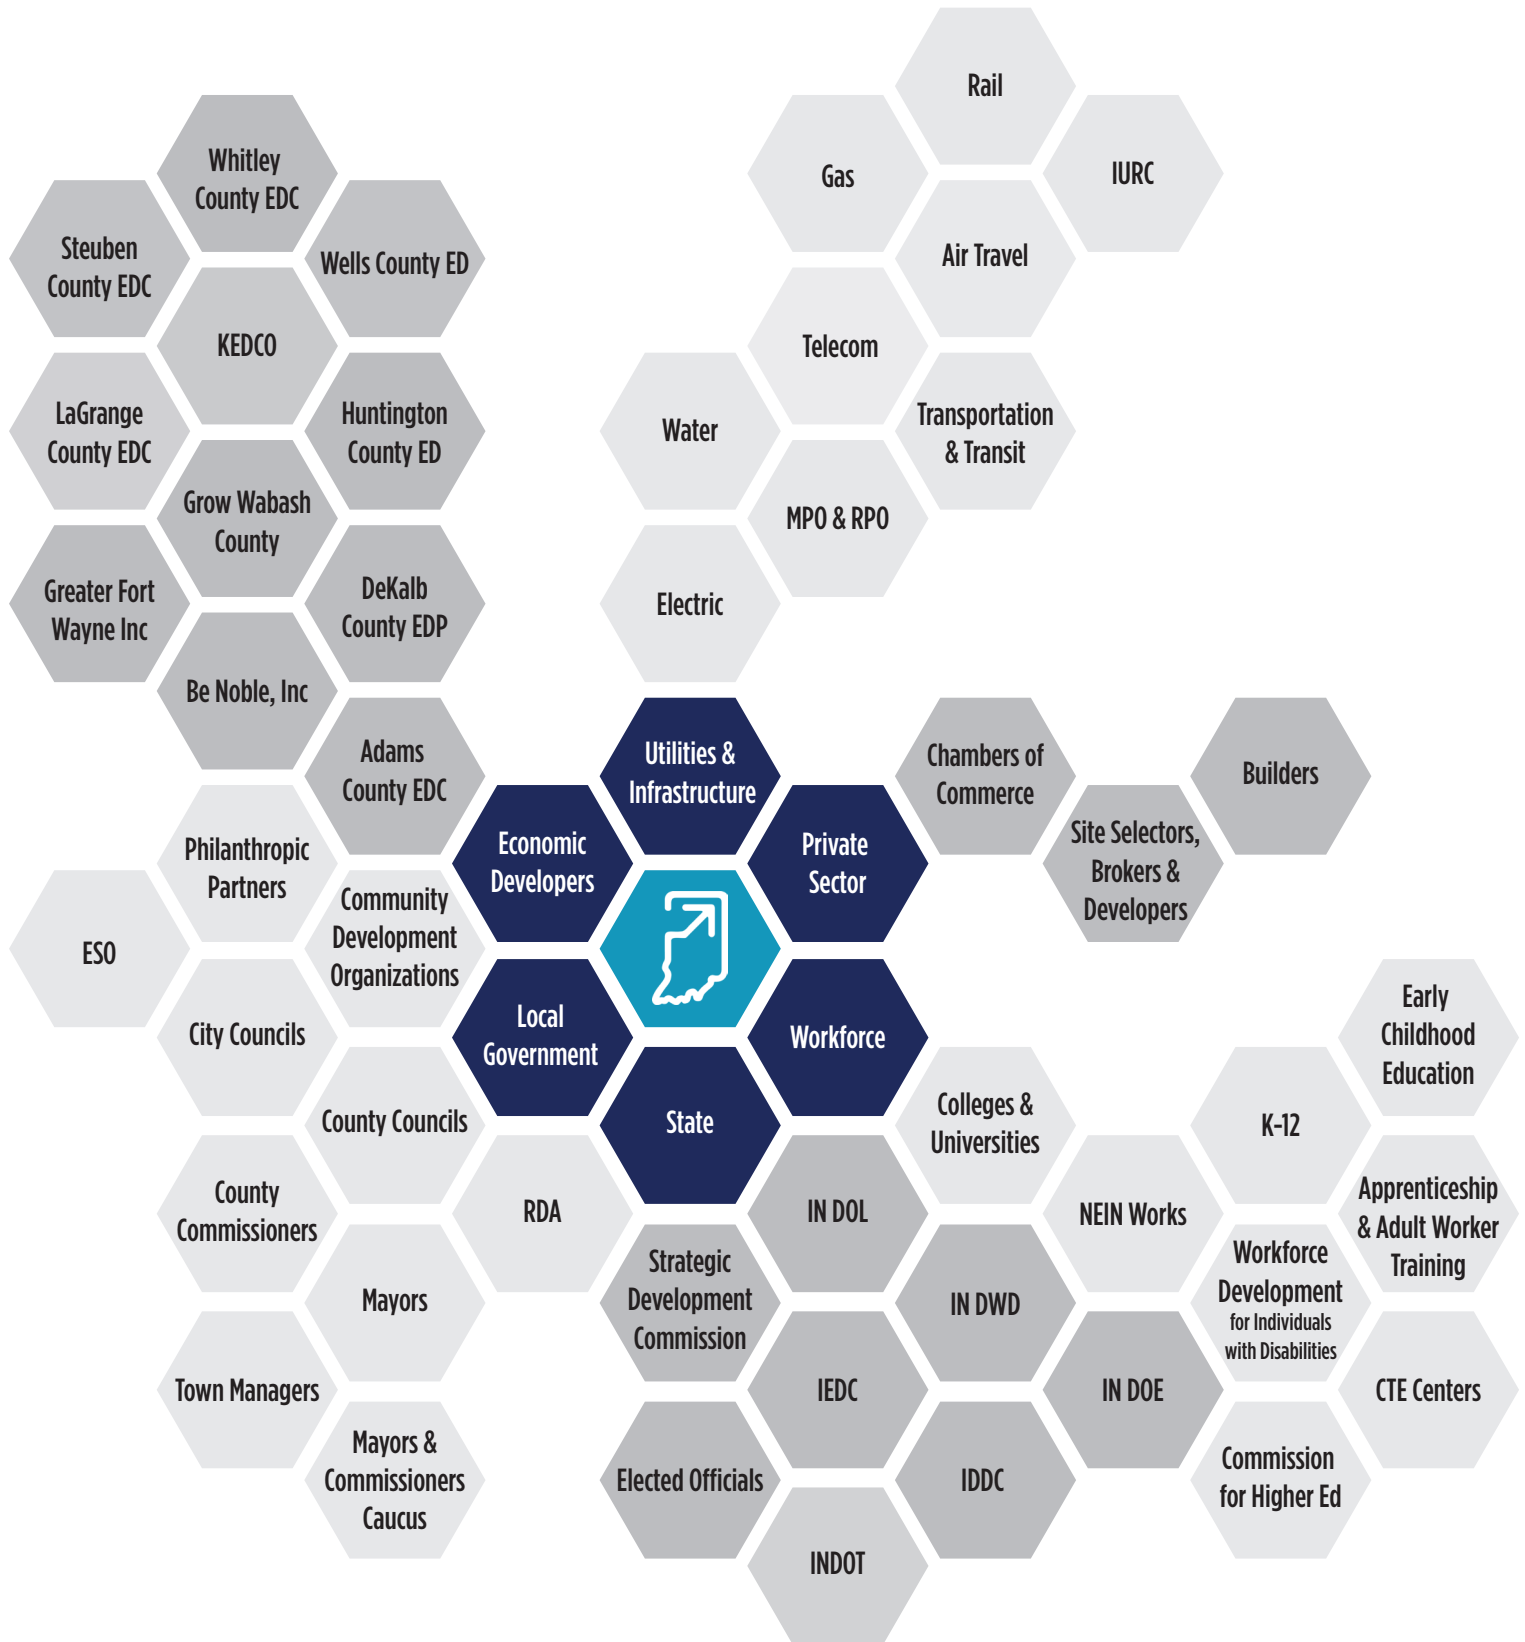 Rail
Gas
IURC
Air Travel
Telecom
Water
Transportation
& Transit
MPO & RPO
Electric
Whitley
County EDC
Steuben
County EDC
Wells County ED
KEDCO
LaGrange
County EDC
Huntington
County ED
Grow Wabash
County
Greater Fort
Wayne Inc
DeKalb
County EDP
Be Noble, Inc
Adams
County EDC
Utilities &
Infrastructure
Economic
Developers
Private
Sector
Local
Government
Workforce
State
Chambers of
Commerce
Site Selectors,
Brokers &
Developers
Builders
Philanthropic
Partners
Community
Development
Organizations
ESO
City Councils
County Councils
County
Commissioners
RDA
Mayors
Town Managers
Mayors &
Commissioners
Caucus
IN DOL
Strategic
Development
Commission
IN DWD
IEDC
IN DOE
Elected Officials
IDDC
INDOT
Colleges &
Universities
NEIN Works
K-12
Early
Childhood
Education
Apprenticeship
& Adult Worker
Training
Workforce
Development
for Individuals
with Disabilities
CTE Centers
Commission
for Higher Ed